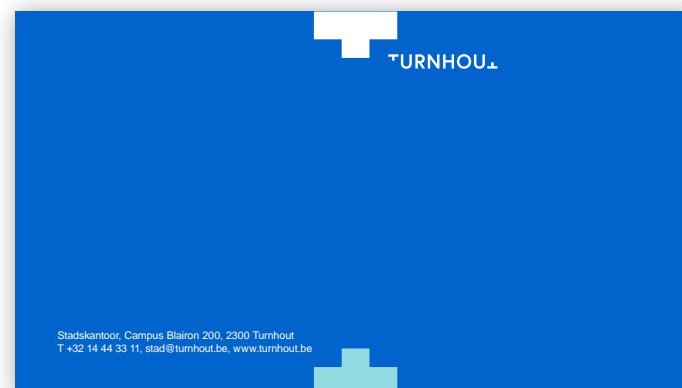 TURNHOUT
Stadskantoor, Campus Blairon 200, 2300 Turnhout
T +32 14 44 33 11, stad@turnhout.be, www.turnhout.be